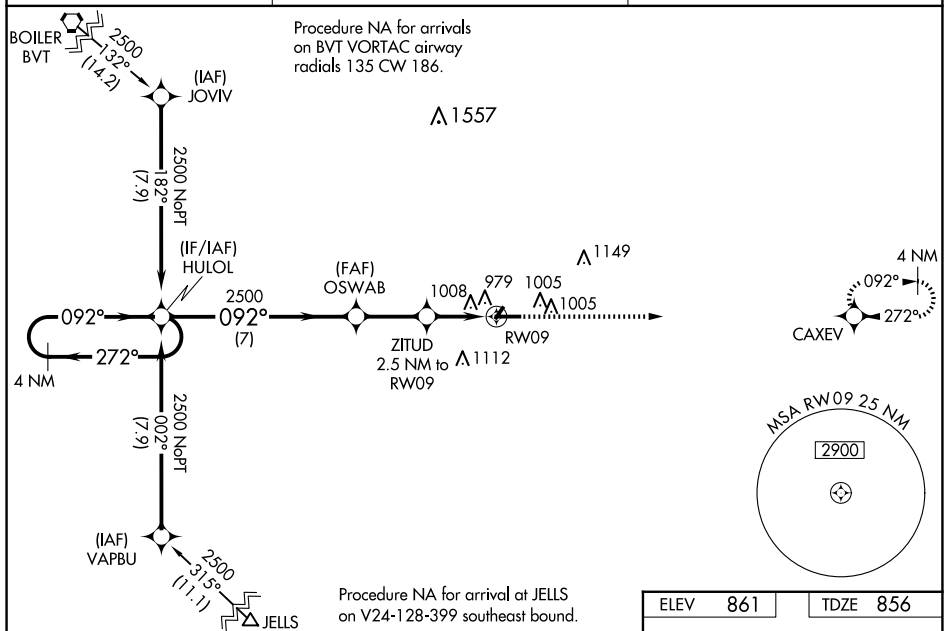 BOILER
BVT
2500
132°
(14.2)
(IAF)
JOVIV
Procedure NA for arrivals
on BVT VORTAC airway
radials 135 CW 186.
1557
2500 NoPT
182°
(7.9)
(IF/IAF)
HULOL
092°
272°
4 NM
2500
092°
(7)
(FAF)
OSWAB
ZITUD
2.5 NM to
RW09
1008
979
1005
1005
1149
1112
RW09
4 NM
092°
272°
CAXEV
2500 NoPT
002°
(7.9)
(IAF)
VAPBU
2500
315°
(11.1)
JELLS
Procedure NA for arrival at JELLS
on V24-128-399 southeast bound.
MSA RW09 25 NM
2900
ELEV 861
TDZE 856